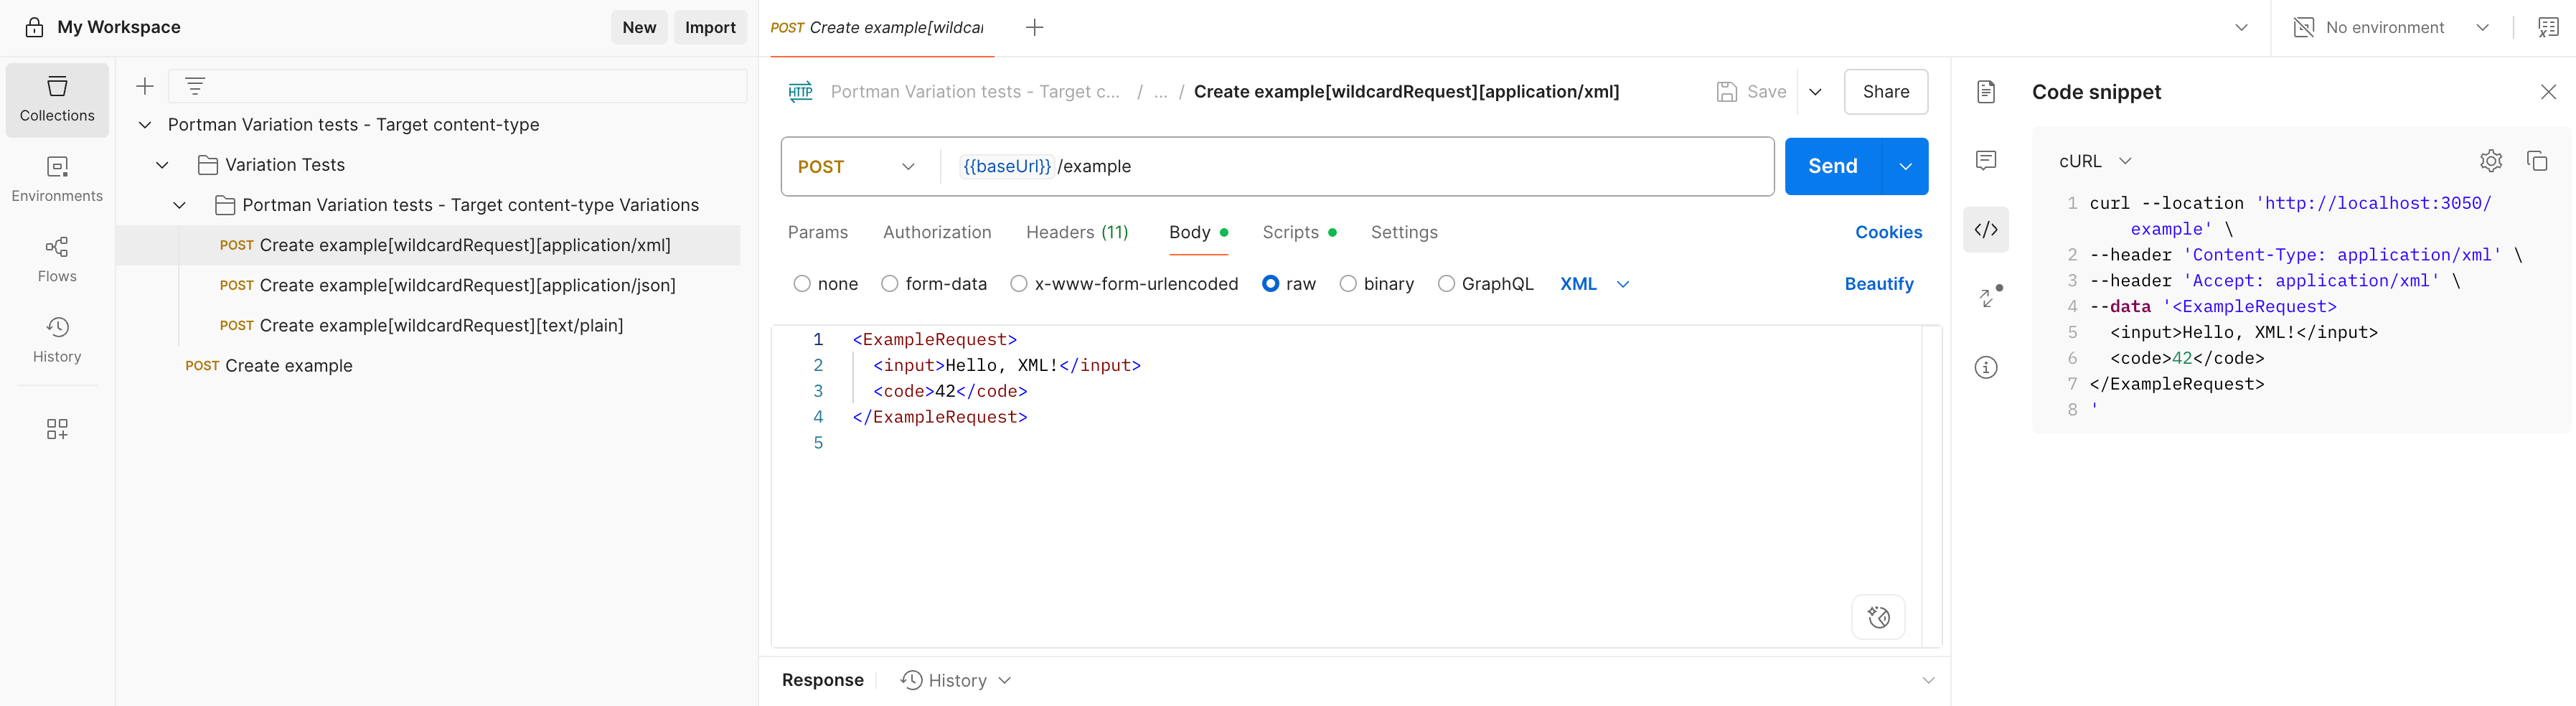 My Workspace
New
Import
POST Create example[wildcar
No environment
Collections
Environments
Flows
History
Portman Variation tests - Target content-type
Variation Tests
Portman Variation tests - Target content-type Variations
POST Create example[wildcardRequest][application/xml]
POST Create example[wildcardRequest][application/json]
POST Create example[wildcardRequest][text/plain]
POST Create example
HTTP Portman Variation tests - Target c... / ... / Create example[wildcardRequest][application/xml]
Save
Share
POST
{{baseUrl}}/example
Send
Params Authorization Headers (11) Body Scripts Settings
Cookies
none form-data x-www-form-urlencoded raw binary GraphQL XML
Beautify
1 <ExampleRequest>
2 <input>Hello, XML!</input>
3 <code>42</code>
4 </ExampleRequest>
5
Response
History
Code snippet
cURL
1 curl --location 'http://localhost:3050/
example' \
2 --header 'Content-Type: application/xml' \
3 --header 'Accept: application/xml' \
4 --data '<ExampleRequest>
5 <input>Hello, XML!</input>
6 <code>42</code>
7 </ExampleRequest>
8 '